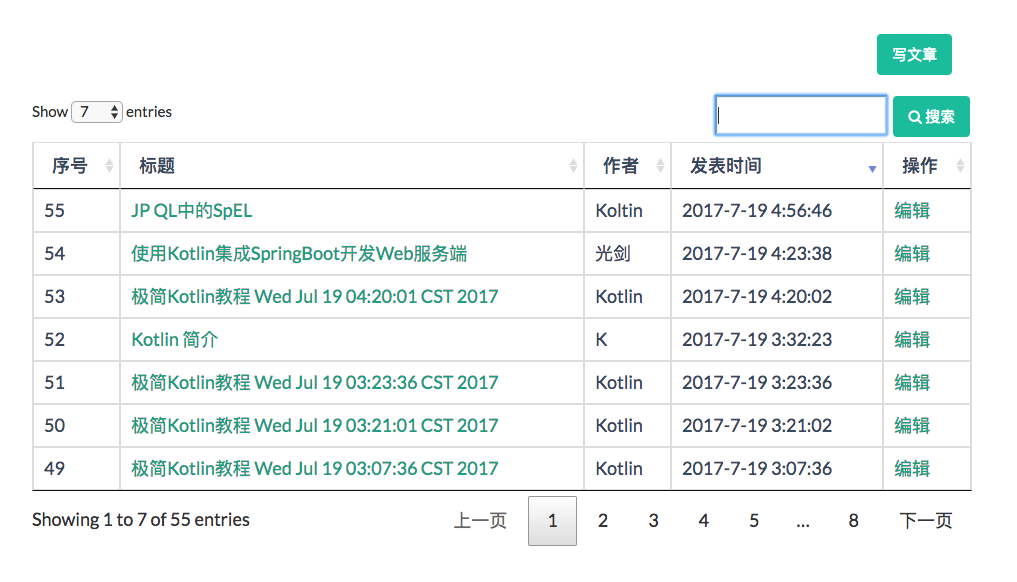 写文章
Show 7 entries 搜索
序号 标题 作者 发表时间 操作
55 JP QL中的SpEL Koltin 2017-7-19 4:56:46 编辑
54 使用Kotlin集成SpringBoot开发Web服务端 光剑 2017-7-19 4:23:38 编辑
53 极简Kotlin教程 Wed Jul 19 04:20:01 CST 2017 Kotlin 2017-7-19 4:20:02 编辑
52 Kotlin 简介 K 2017-7-19 3:32:23 编辑
51 极简Kotlin教程 Wed Jul 19 03:23:36 CST 2017 Kotlin 2017-7-19 3:23:36 编辑
50 极简Kotlin教程 Wed Jul 19 03:21:01 CST 2017 Kotlin 2017-7-19 3:21:02 编辑
49 极简Kotlin教程 Wed Jul 19 03:07:36 CST 2017 Kotlin 2017-7-19 3:07:36 编辑
Showing 1 to 7 of 55 entries 上一页 1 2 3 4 5 ... 8 下一页